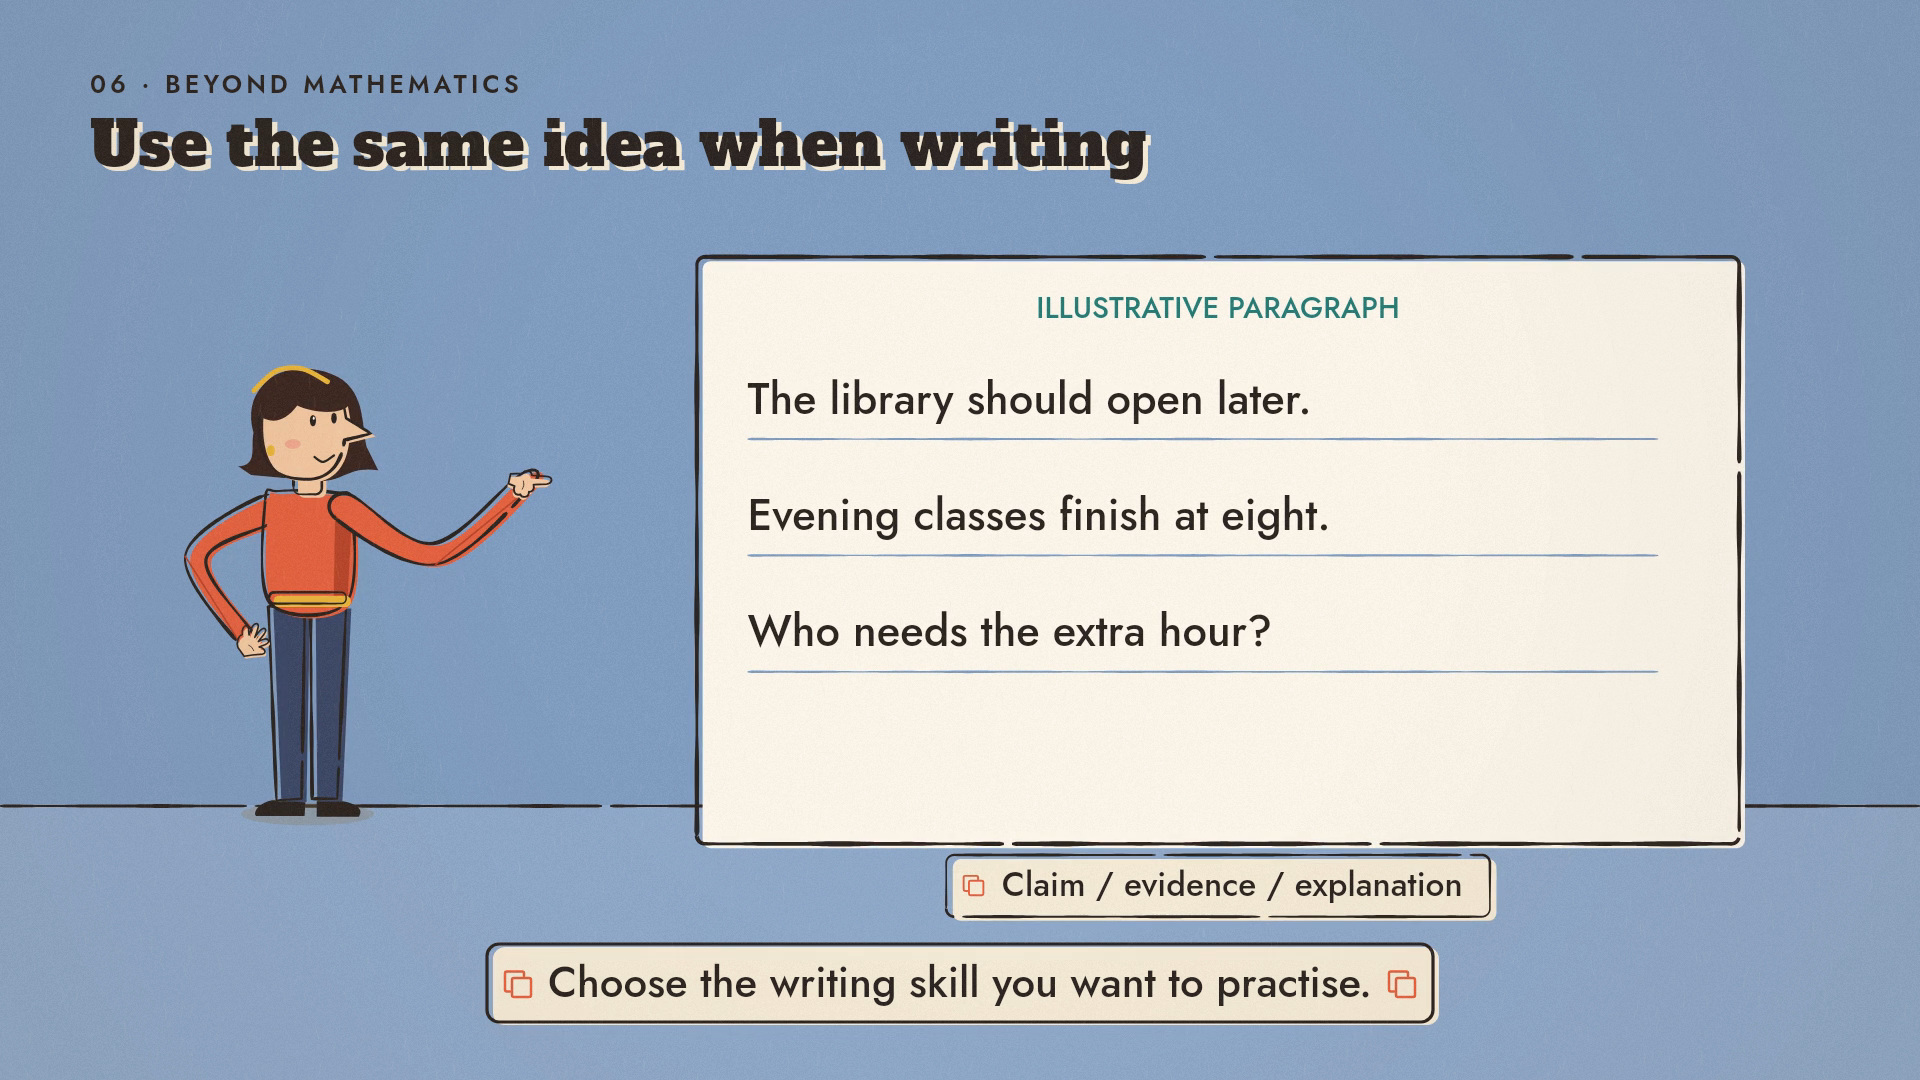 06 · BEYOND MATHEMATICS
Use the same idea when writing
ILLUSTRATIVE PARAGRAPH
The library should open later.
Evening classes finish at eight.
Who needs the extra hour?
Claim / evidence / explanation
Choose the writing skill you want to practise.